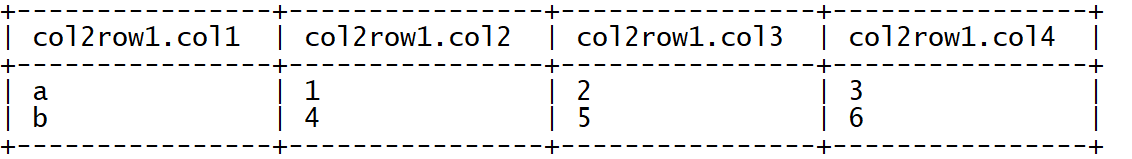 +----------------+----------------+----------------+----------------+
| col2row1.col1  | col2row1.col2  | col2row1.col3  | col2row1.col4  |
+----------------+----------------+----------------+----------------+
| a              | 1              | 2              | 3              |
| b              | 4              | 5              | 6              |
+----------------+----------------+----------------+----------------+